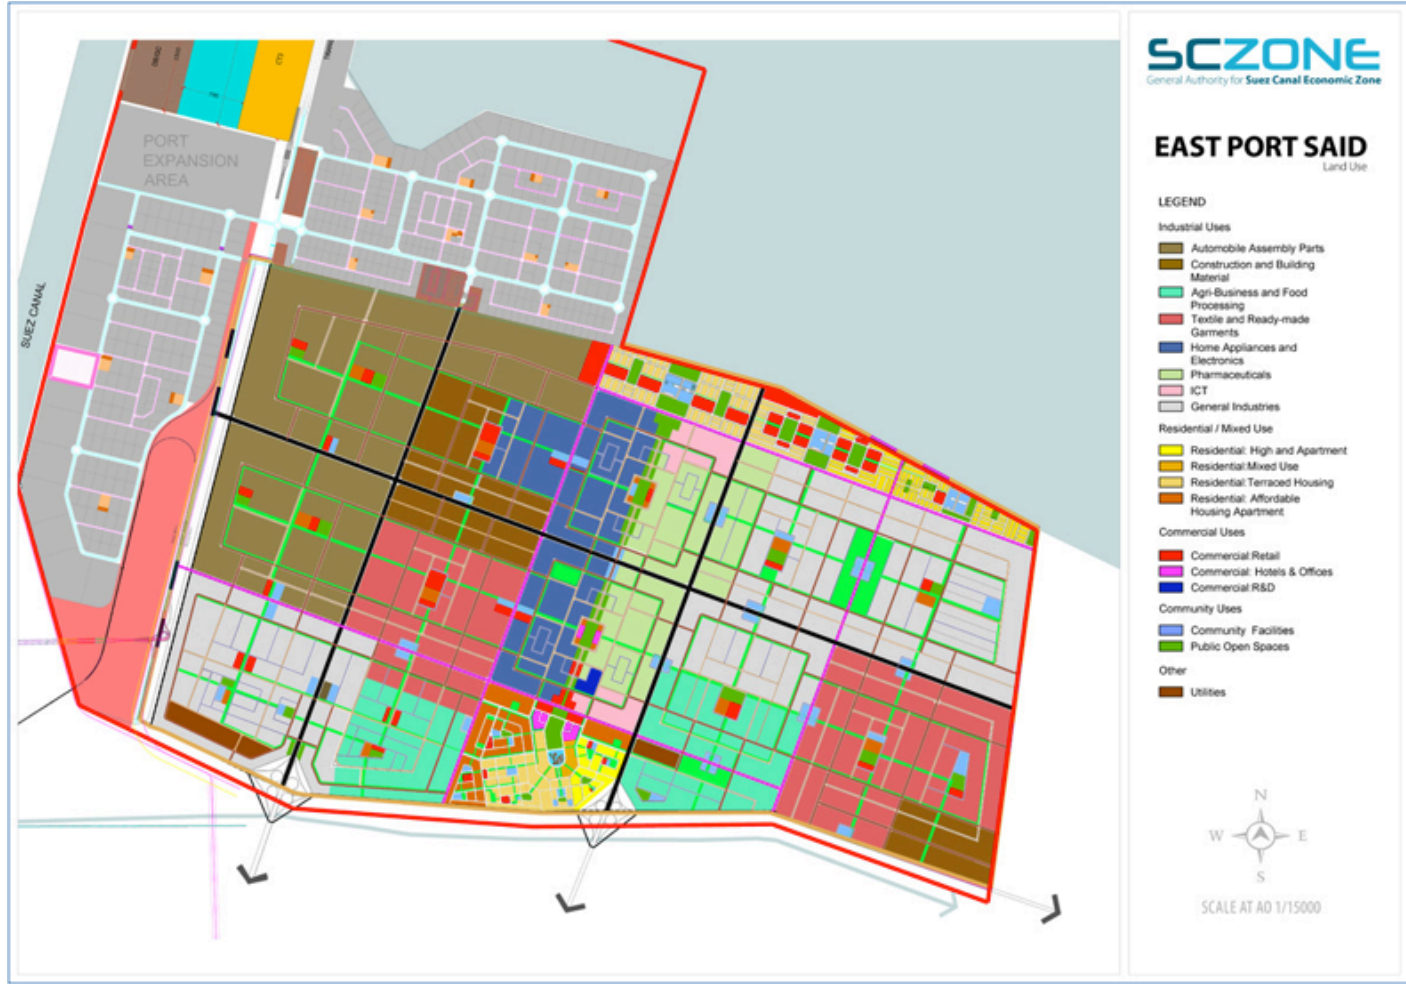 SCZONE
General Authority for Suez Canal Economic Zone
EAST PORT SAID
Land Use
LEGEND
Industrial Uses
Automobile Assembly Parts
Construction and Building
Material
Agri-Business and Food
Processing
Textile and Ready-made
Garments
Home Appliances and
Electronics
Pharmaceuticals
ICT
General Industries
Residential / Mixed Use
Residential: High and Apartment
Residential:Mixed Use
Residential:Terraced Housing
Residential: Affordable
Housing Apartment
Commercial Uses
Commercial:Retail
Commercial: Hotels & Offices
Commercial:R&D
Community Uses
Community Facilities
Public Open Spaces
Other
Utilities
N
W E
S
SCALE AT A0 1/15000
PORT
EXPANSION
AREA
SUEZ CANAL